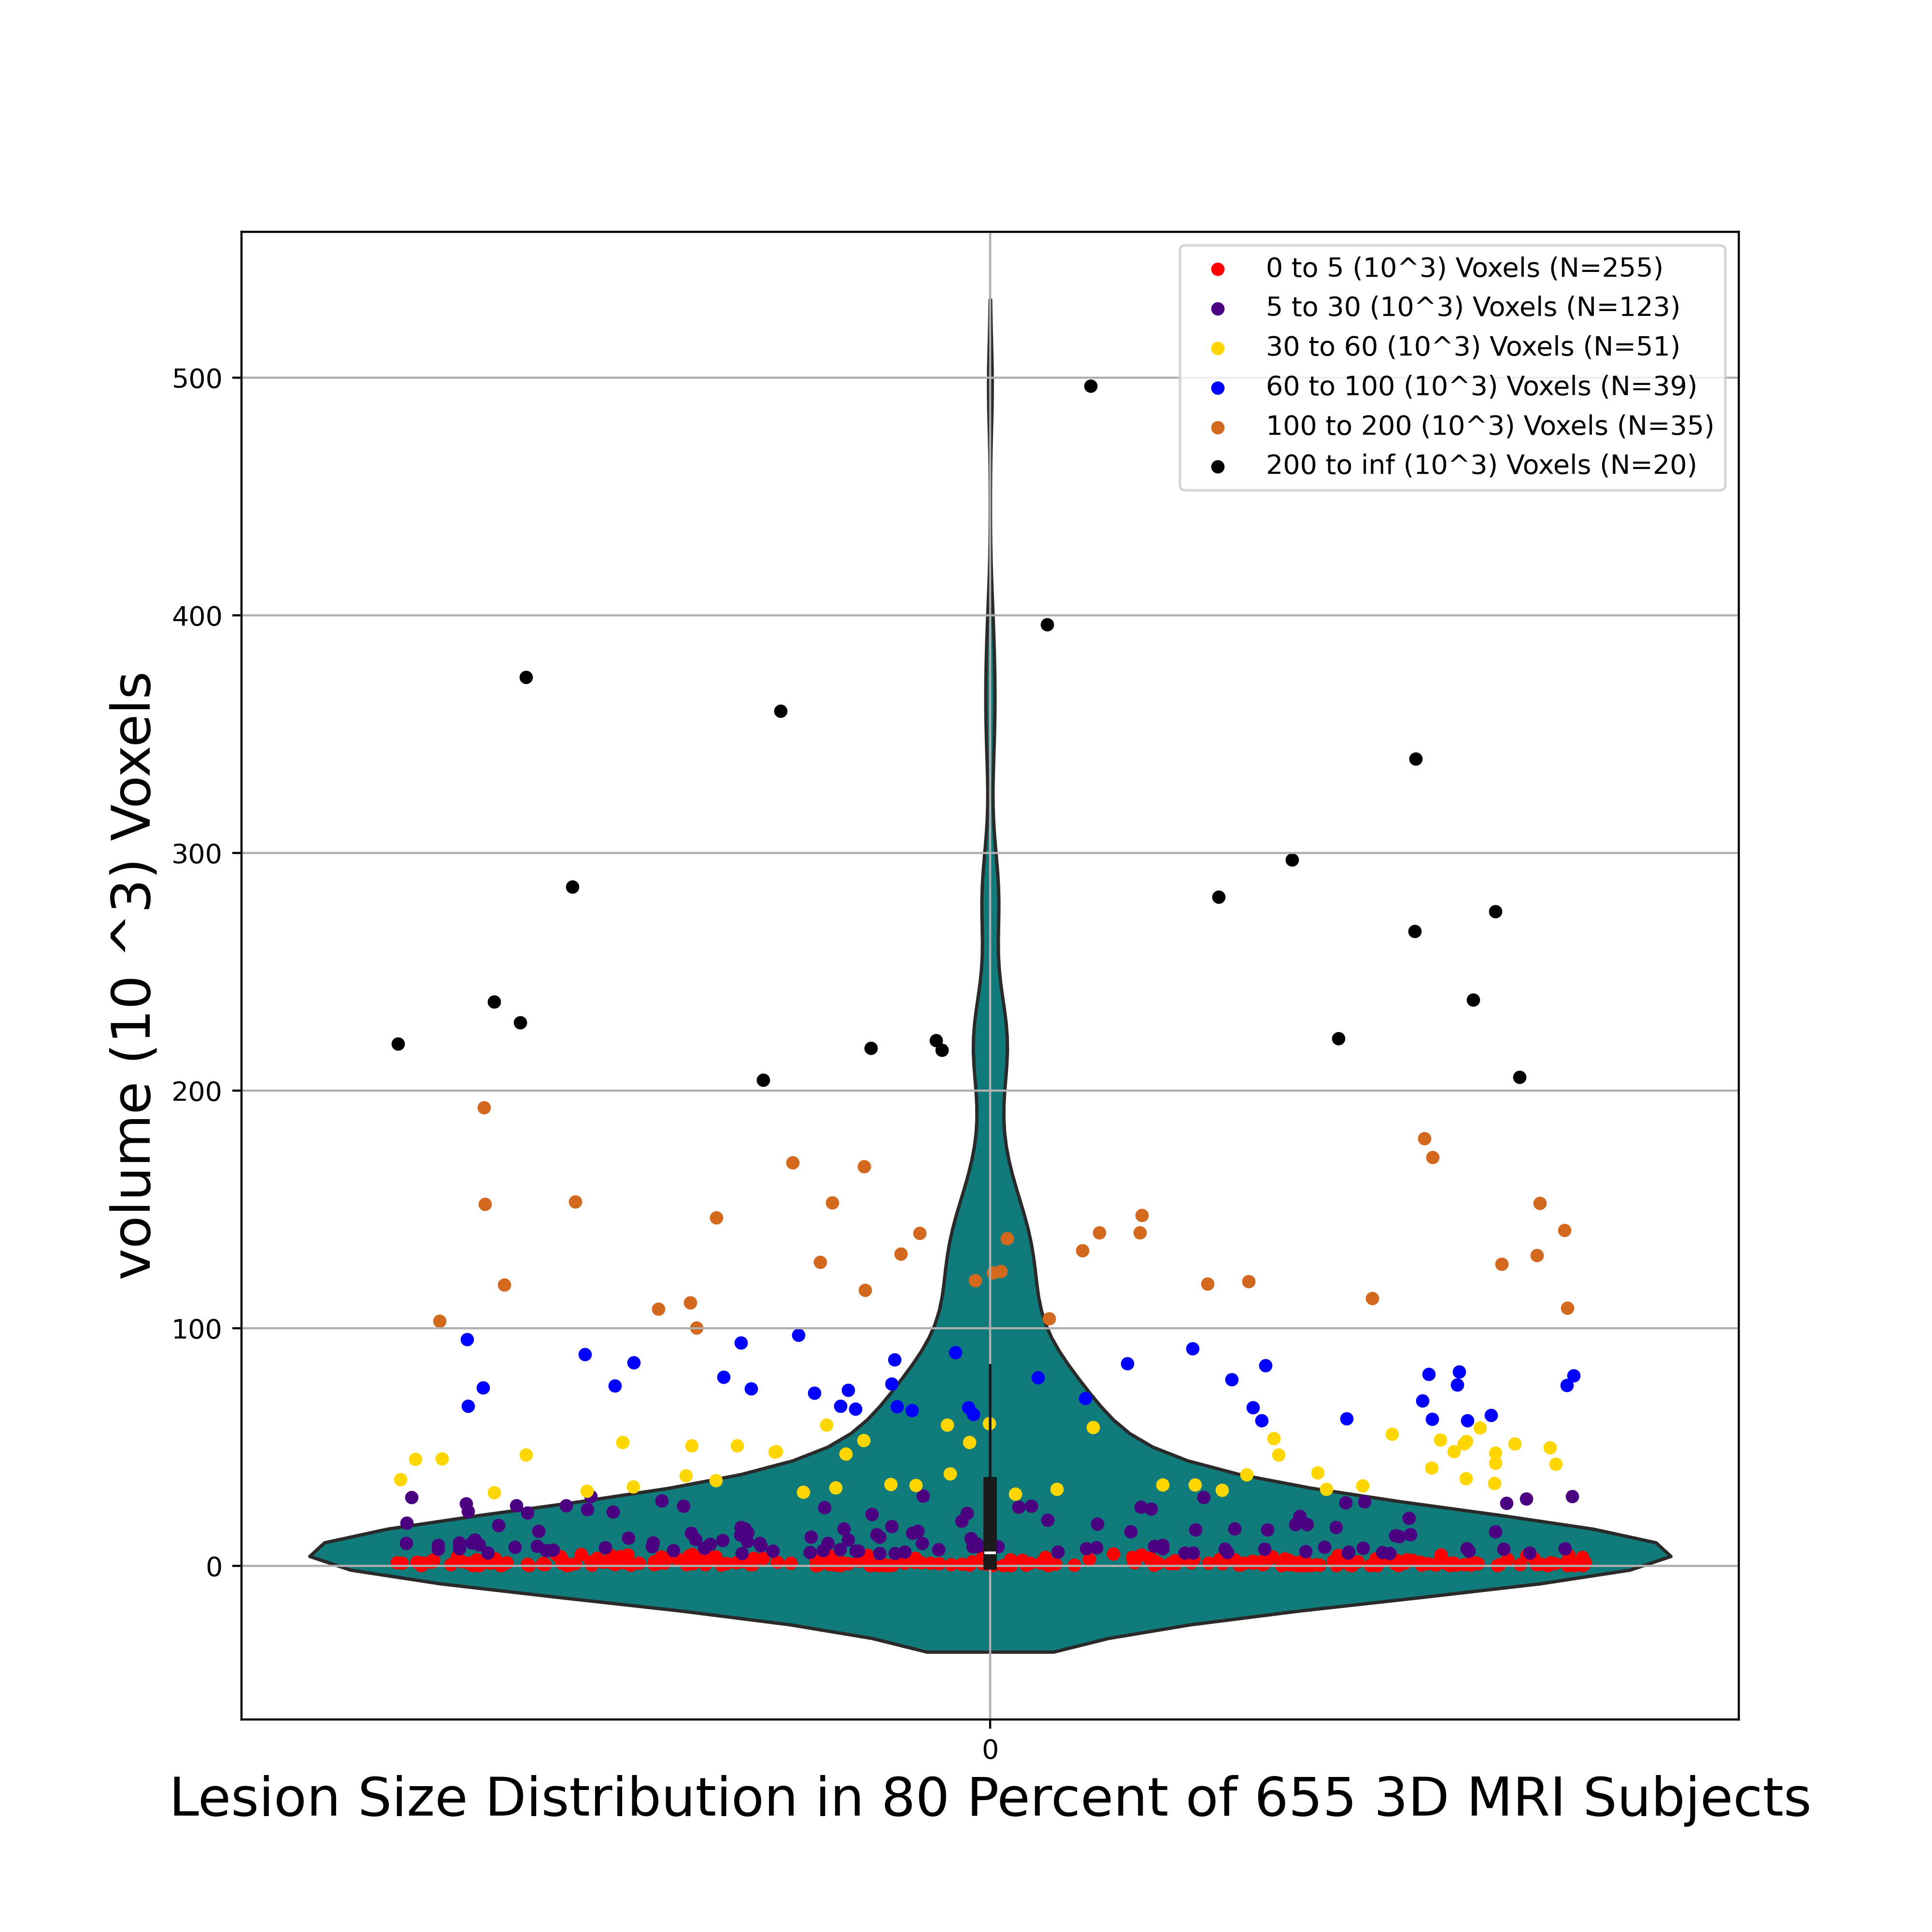 0 to 5 (10^3) Voxels (N=255)
5 to 30 (10^3) Voxels (N=123)
30 to 60 (10^3) Voxels (N=51)
60 to 100 (10^3) Voxels (N=39)
100 to 200 (10^3) Voxels (N=35)
200 to inf (10^3) Voxels (N=20)
volume (10 ^3) Voxels
500
400
300
200
100
0
0
Lesion Size Distribution in 80 Percent of 655 3D MRI Subjects